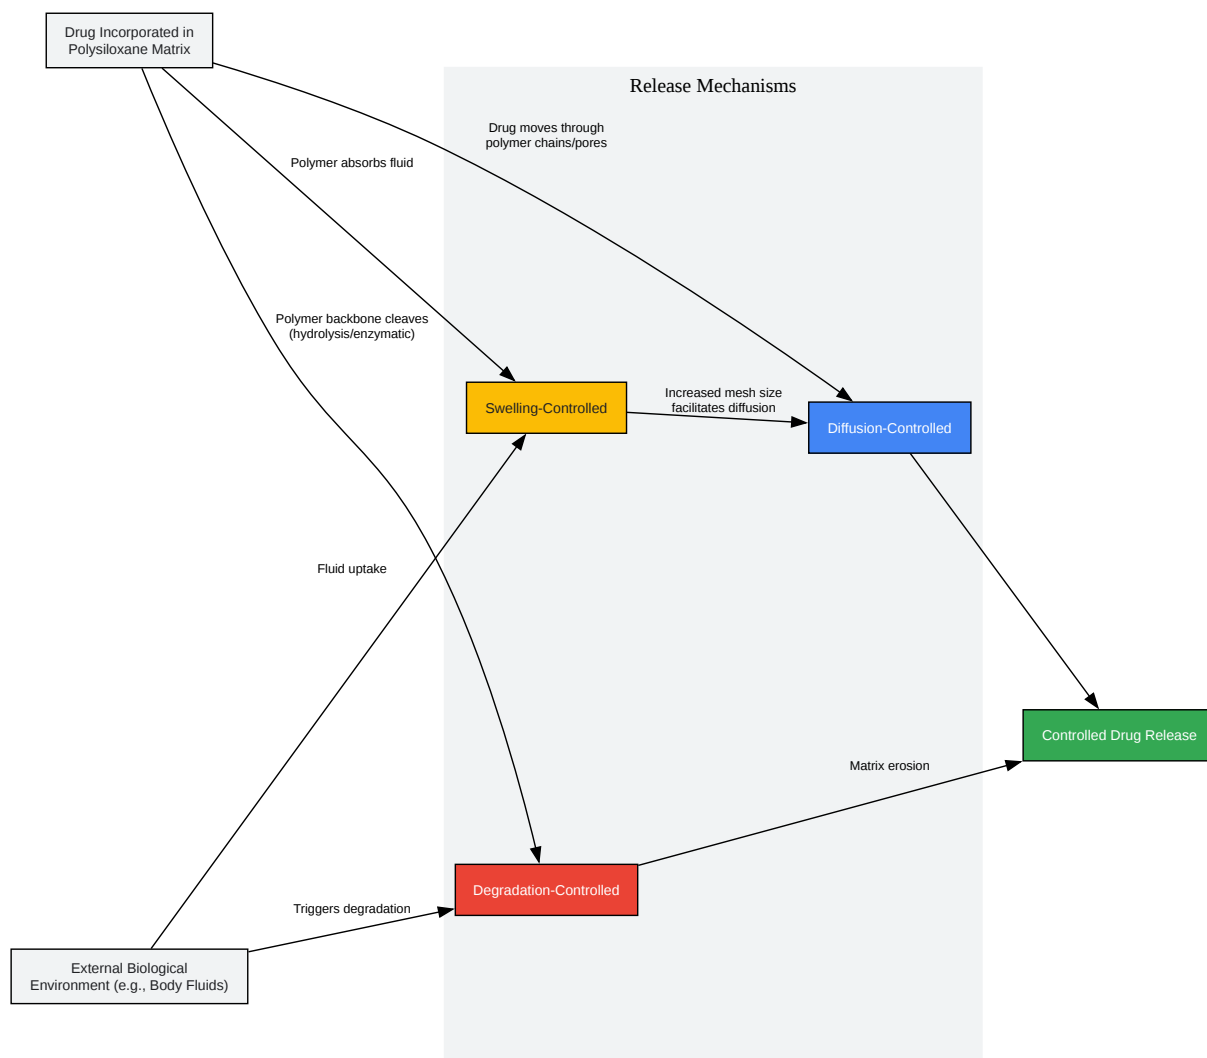 Drug Incorporated in
Polysiloxane Matrix
Release Mechanisms
Drug moves through
polymer chains/pores
Polymer absorbs fluid
Polymer backbone cleaves
(hydrolysis/enzymatic)
Increased mesh size
facilitates diffusion
Swelling-Controlled
Diffusion-Controlled
Fluid uptake
Controlled Drug Release
Matrix erosion
Degradation-Controlled
Triggers degradation
External Biological
Environment (e.g., Body Fluids)